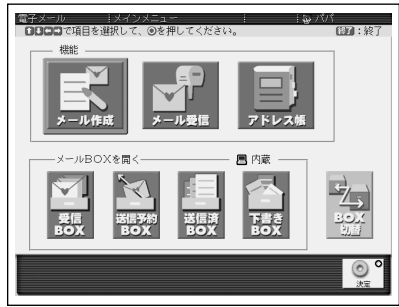 電子メール メインメニュー パパ
で項目を選択して、◎を押してください。 終了:終了
機能
メール作成 メール受信 アドレス帳
メールBOXを開く 内蔵
受信BOX 送信予約BOX 送信済BOX 下書きBOX BOX切替
決定